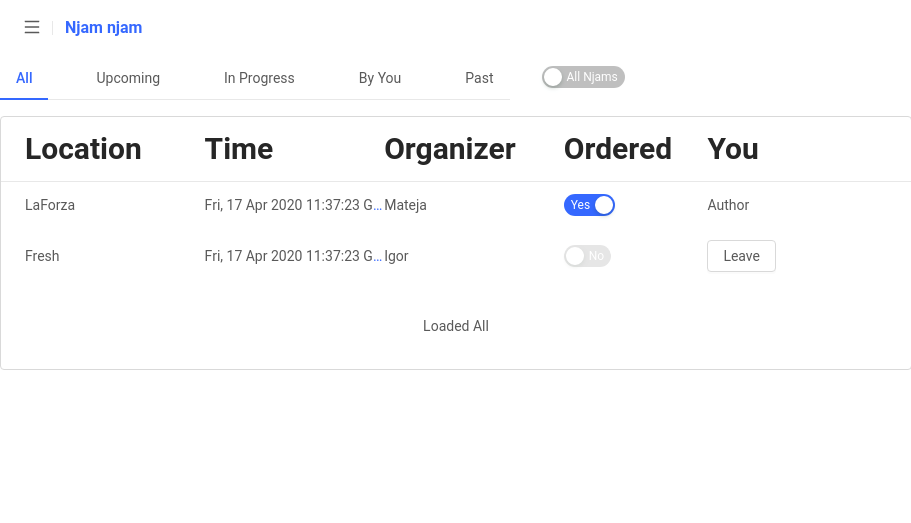 Njam njam
All Upcoming In Progress By You Past All Njams
Location Time Organizer Ordered You
LaForza Fri, 17 Apr 2020 11:37:23 G... Mateja Yes Author
Fresh Fri, 17 Apr 2020 11:37:23 G... Igor No Leave
Loaded All